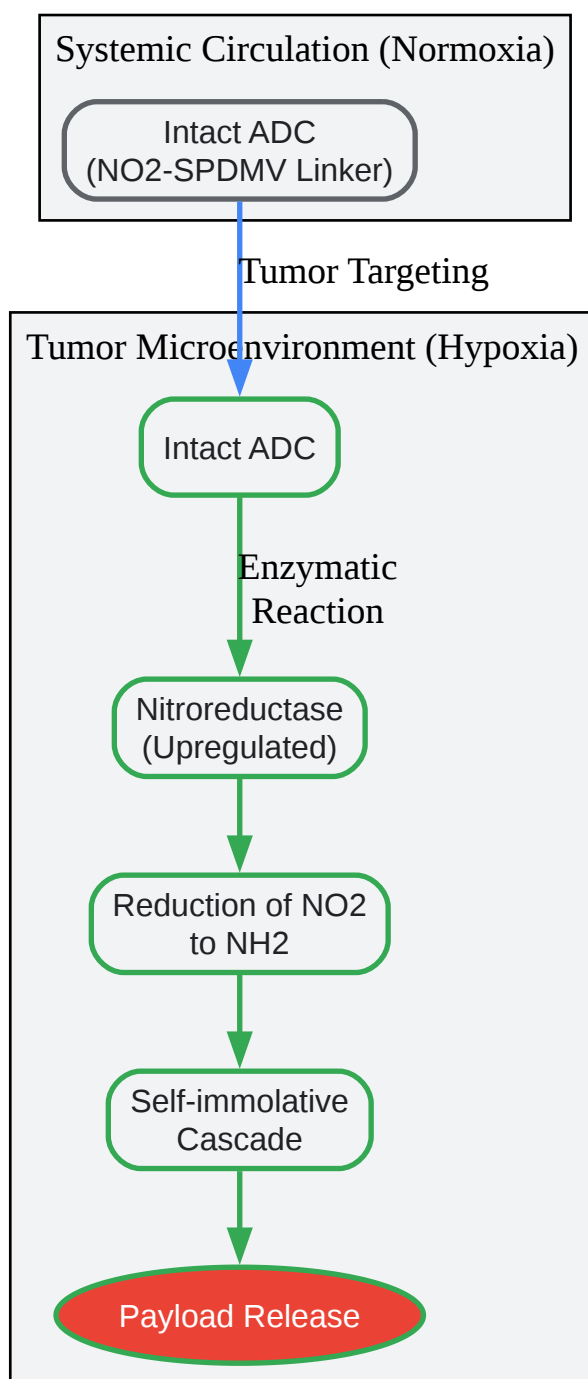 Systemic Circulation (Normoxia)
Intact ADC
(NO2-SPDMV Linker)
Tumor Targeting
Tumor Microenvironment (Hypoxia)
Intact ADC
Enzymatic
Reaction
Nitroreductase
(Upregulated)
Reduction of NO2
to NH2
Self-immolative
Cascade
Payload Release